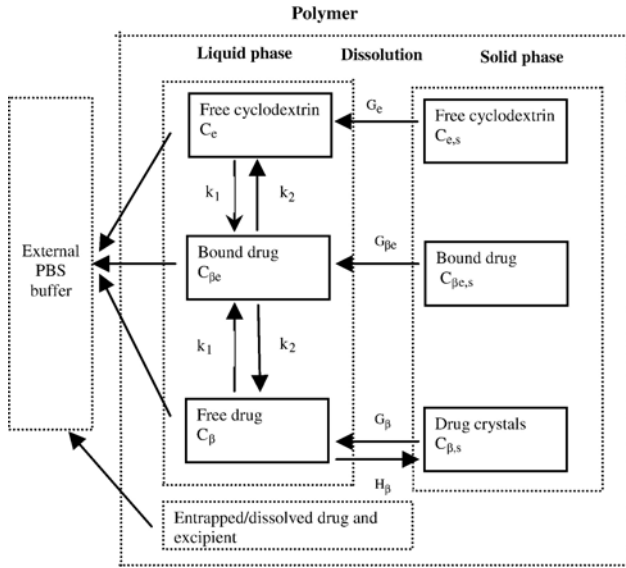 Polymer
Liquid phase Dissolution Solid phase
Free cyclodextrin
Cₑ
Gₑ
Free cyclodextrin
Cₑ,ₛ
k₁ k₂
External
PBS
buffer
Bound drug
Cᵦₑ
Gᵦₑ
Bound drug
Cᵦₑ,ₛ
k₁ k₂
Free drug
Cᵦ
Gᵦ
Hᵦ
Drug crystals
Cᵦ,ₛ
Entrapped/dissolved drug and
excipient